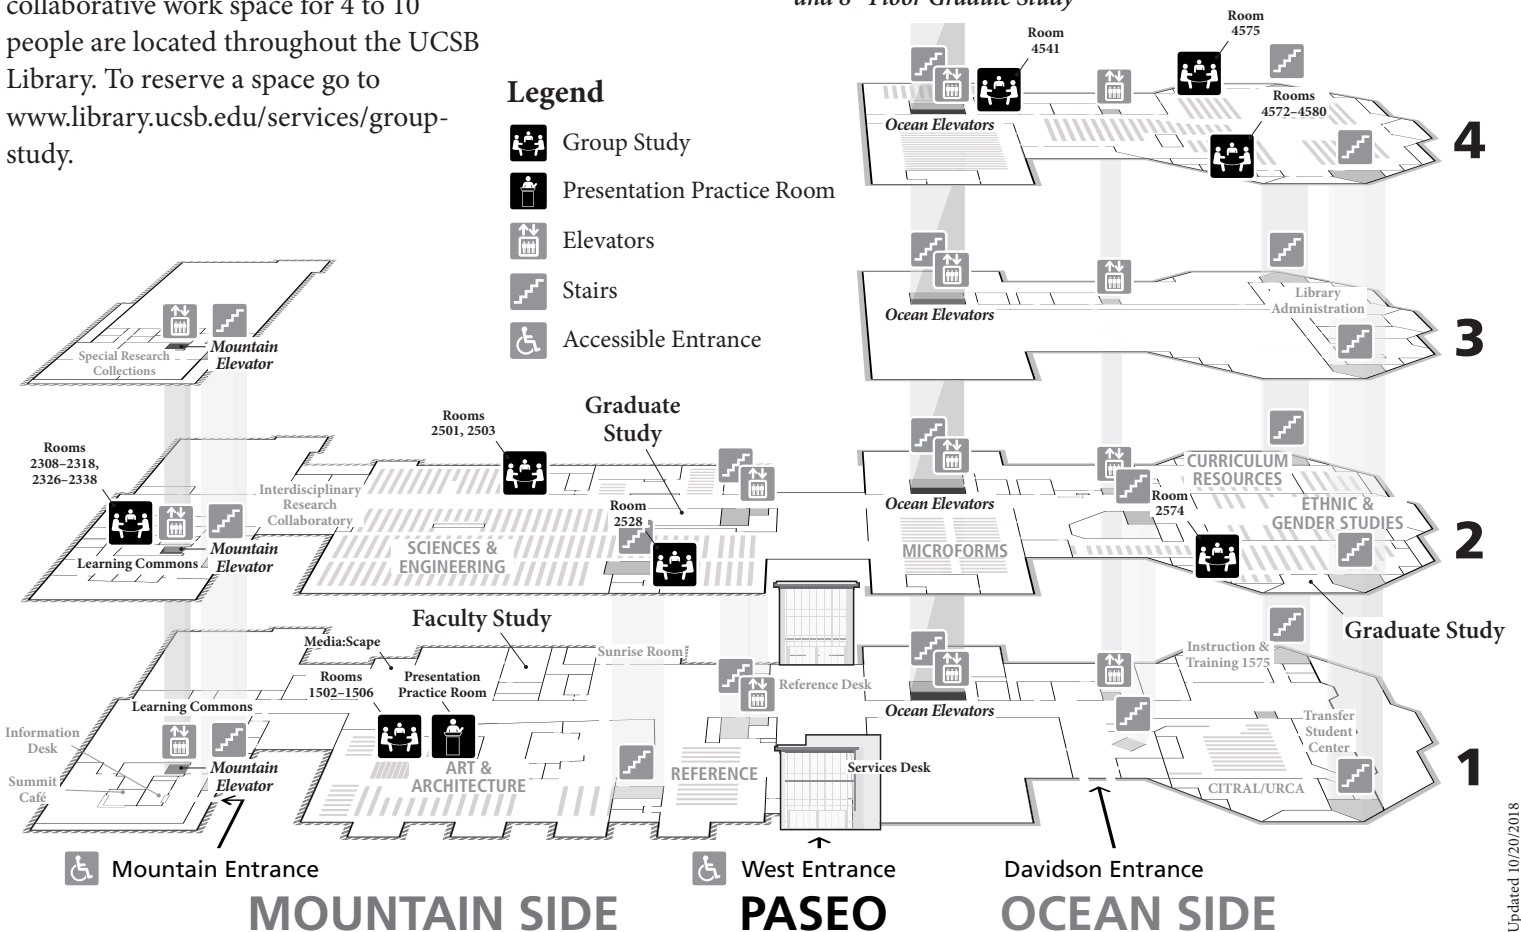 collaborative work space for 4 to 10
people are located throughout the UCSB
Library. To reserve a space go to
www.library.ucsb.edu/services/group-
study.
and 8th Floor Gradute Study
Legend
Group Study
Presentation Practice Room
Elevators
Stairs
Accessible Entrance
Room
4541
Room
4575
Rooms
4572–4580
Ocean Elevators
4
Ocean Elevators
Library
Administration
3
Special Research
Collections
Mountain
Elevator
Rooms
2308–2318,
2326–2338
Rooms
2501, 2503
Graduate
Study
Interdisciplinary
Research
Collaboratory
Room
2528
SCIENCES &
ENGINEERING
Learning Commons
Mountain
Elevator
Ocean Elevators
MICROFORMS
CURRICULUM
RESOURCES
Room
2574
ETHNIC &
GENDER STUDIES
2
Graduate Study
Faculty Study
Media:Scape
Rooms
1502–1506
Presentation
Practice Room
Sunrise Room
Reference Desk
Learning Commons
Information
Desk
Summit
Café
Mountain
Elevator
ART &
ARCHITECTURE
REFERENCE
Services Desk
Ocean Elevators
Instruction &
Training 1575
Transfer
Student
Center
CITRAL/URCA
1
Mountain Entrance
West Entrance
Davidson Entrance
MOUNTAIN SIDE
PASEO
OCEAN SIDE
Updated 10/20/2018